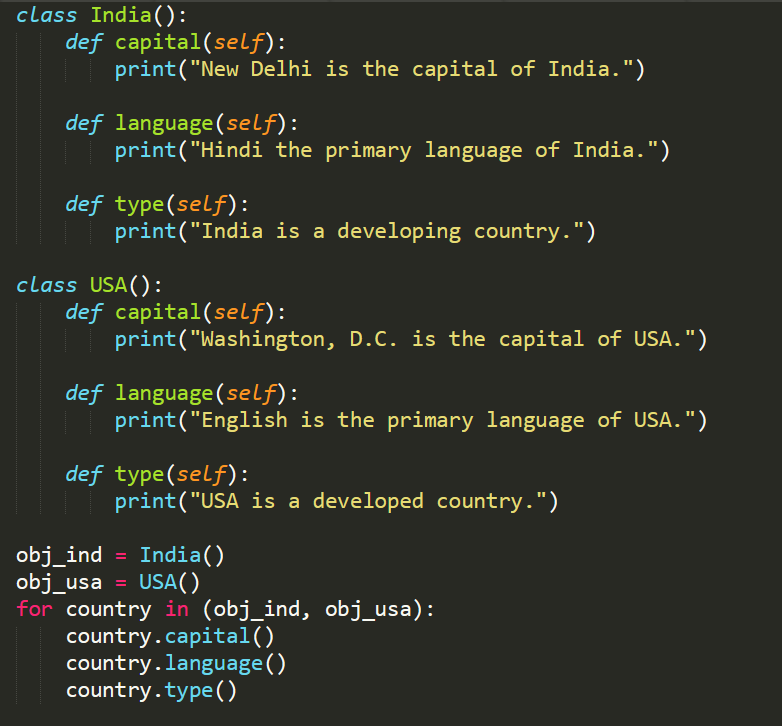 class India():
    def capital(self):
        print("New Delhi is the capital of India.")

    def language(self):
        print("Hindi the primary language of India.")

    def type(self):
        print("India is a developing country.")

class USA():
    def capital(self):
        print("Washington, D.C. is the capital of USA.")

    def language(self):
        print("English is the primary language of USA.")

    def type(self):
        print("USA is a developed country.")

obj_ind = India()
obj_usa = USA()
for country in (obj_ind, obj_usa):
    country.capital()
    country.language()
    country.type()